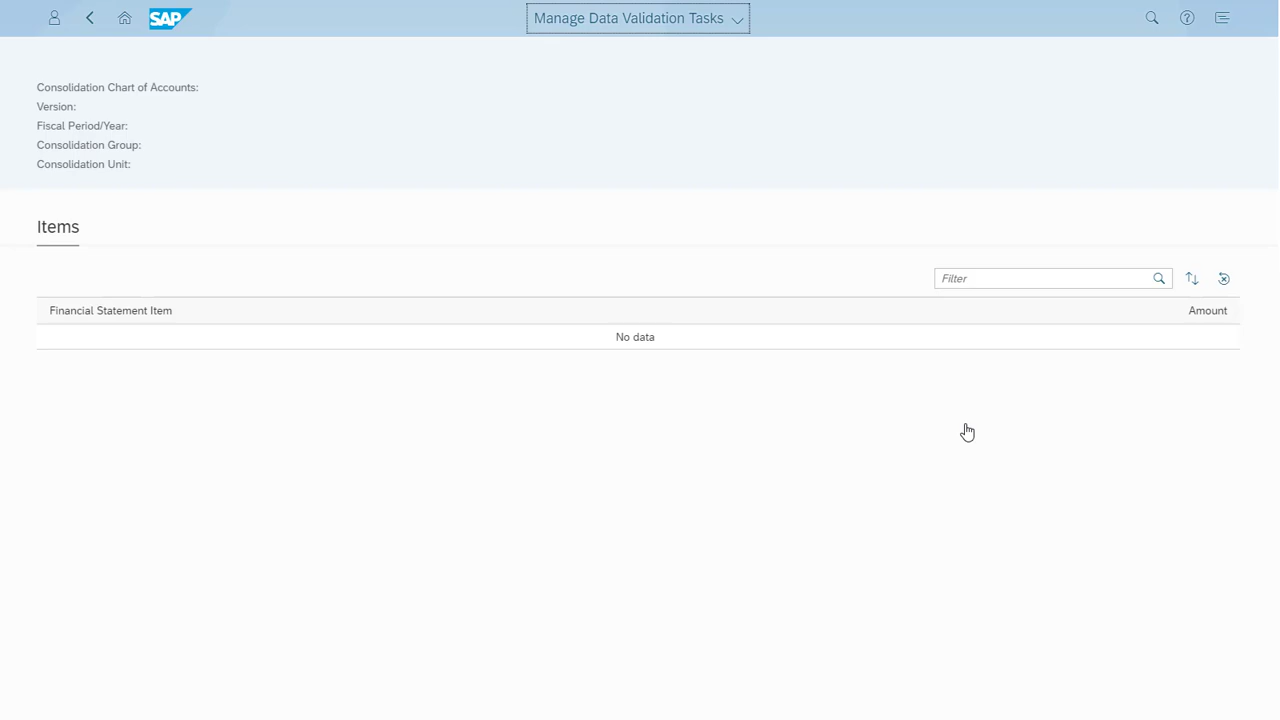 SAP
Manage Data Validation Tasks
Consolidation Chart of Accounts:
Version:
Fiscal Period/Year:
Consolidation Group:
Consolidation Unit:
Items
Filter
Financial Statement Item Amount
No data